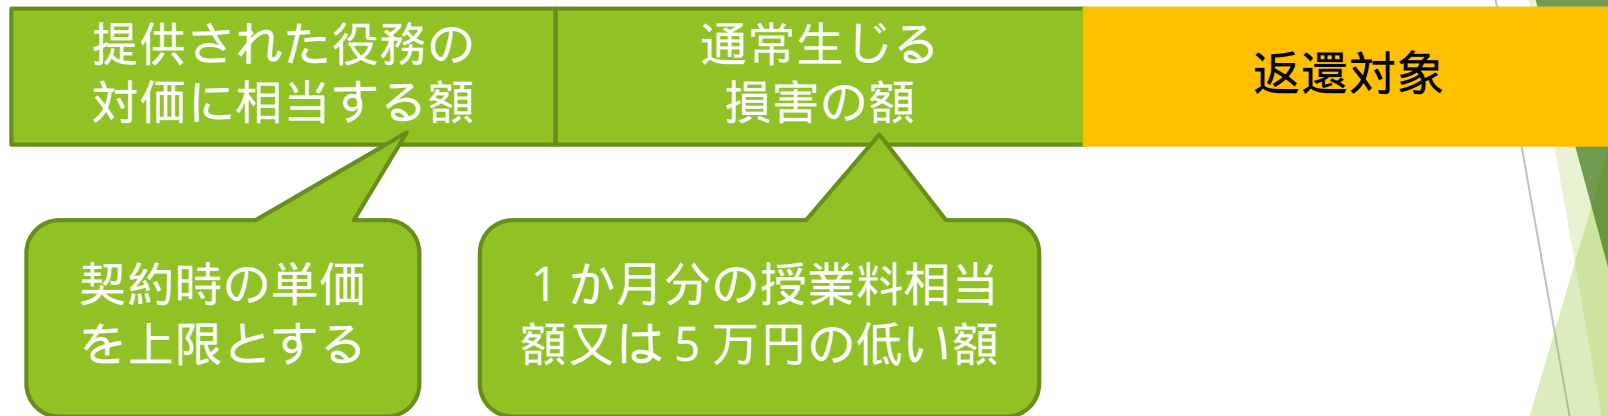 提供された役務の
対価に相当する額
通常生じる
損害の額
返還対象
契約時の単価
を上限とする
１か月分の授業料相当
額又は５万円の低い額